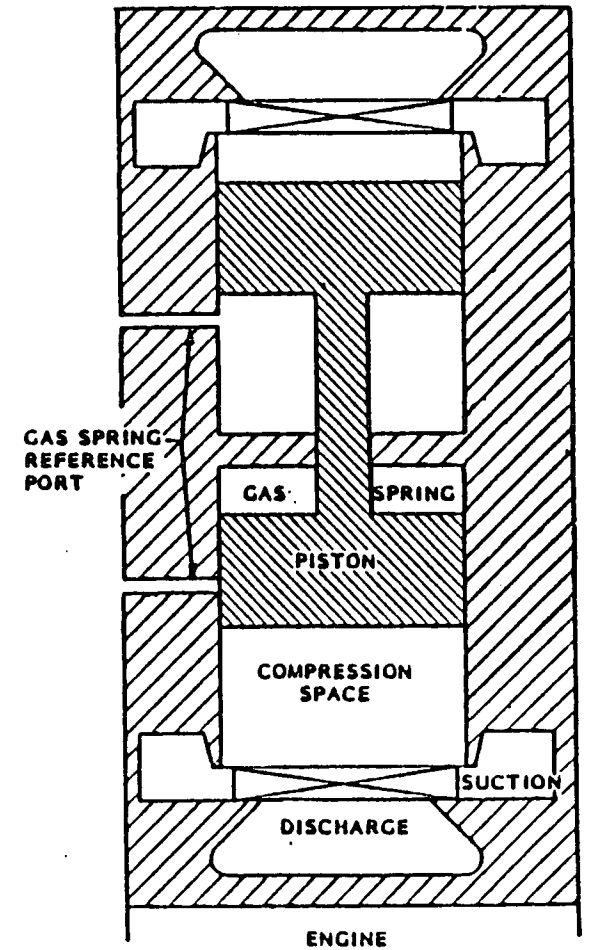 GAS SPRING
REFERENCE
PORT
GAS
SPRING
PISTON
COMPRESSION
SPACE
SUCTION
DISCHARGE
ENGINE